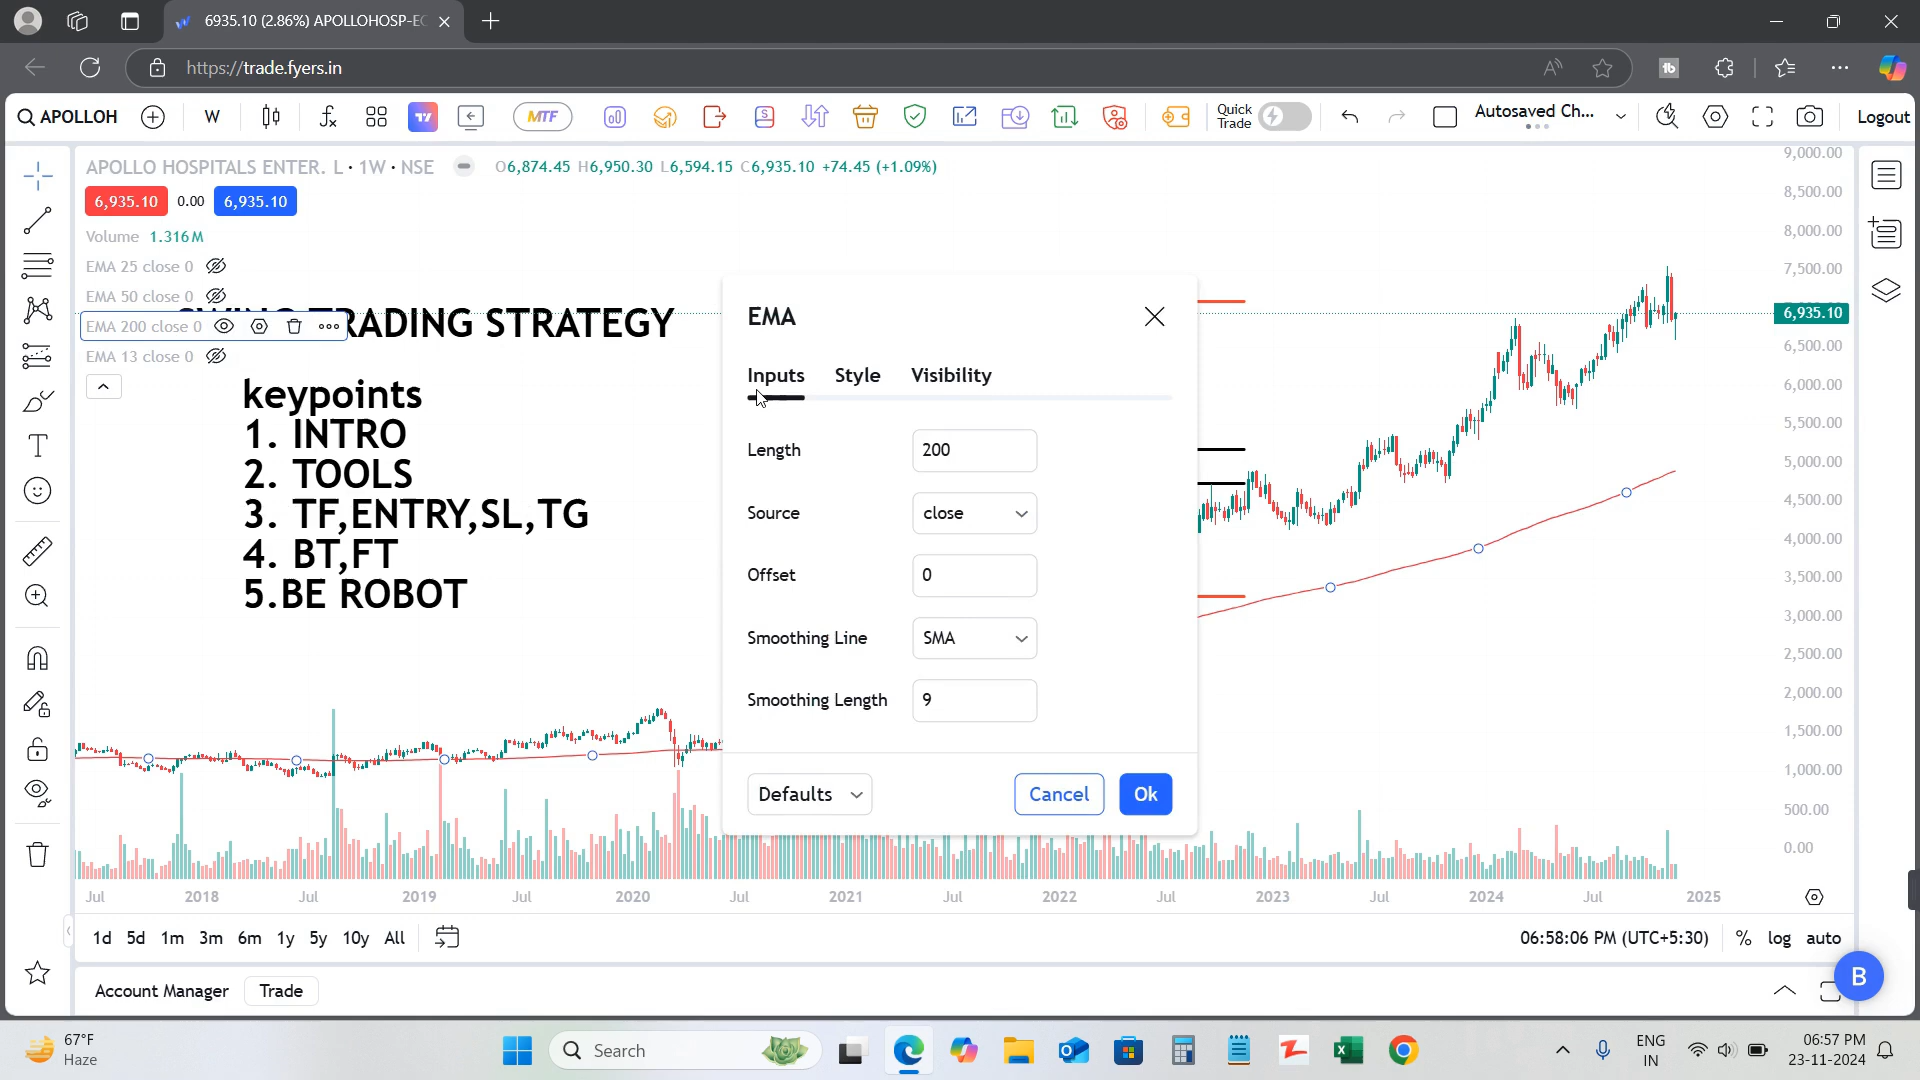 6935.10 (2.86%) APOLLOHOSP-EC
https://trade.fyers.in
APOLLOH
W
MTF
Quick Trade
Autosaved Ch...
Logout
APOLLO HOSPITALS ENTER. L · 1W · NSE
O6,874.45 H6,950.30 L6,594.15 C6,935.10 +74.45 (+1.09%)
6,935.10 0.00 6,935.10
Volume 1.316M
EMA 25 close 0
EMA 50 close 0
EMA 200 close 0
EMA 13 close 0
SWING TRADING STRATEGY
keypoints
1. INTRO
2. TOOLS
3. TF,ENTRY,SL,TG
4. BT,FT
5.BE ROBOT
EMA
Inputs Style Visibility
Length 200
Source close
Offset 0
Smoothing Line SMA
Smoothing Length 9
Defaults Cancel Ok
9,000.00
8,500.00
8,000.00
7,500.00
6,935.10
6,500.00
6,000.00
5,500.00
5,000.00
4,500.00
4,000.00
3,500.00
3,000.00
2,500.00
2,000.00
1,500.00
1,000.00
500.00
0.00
Jul 2018 Jul 2019 Jul 2020 Jul 2021 Jul 2022 Jul 2023 Jul 2024 Jul 2025
1d 5d 1m 3m 6m 1y 5y 10y All
06:58:06 PM (UTC+5:30) % log auto
Account Manager Trade
B
67°F
Haze
Search
ENG
IN
06:57 PM
23-11-2024